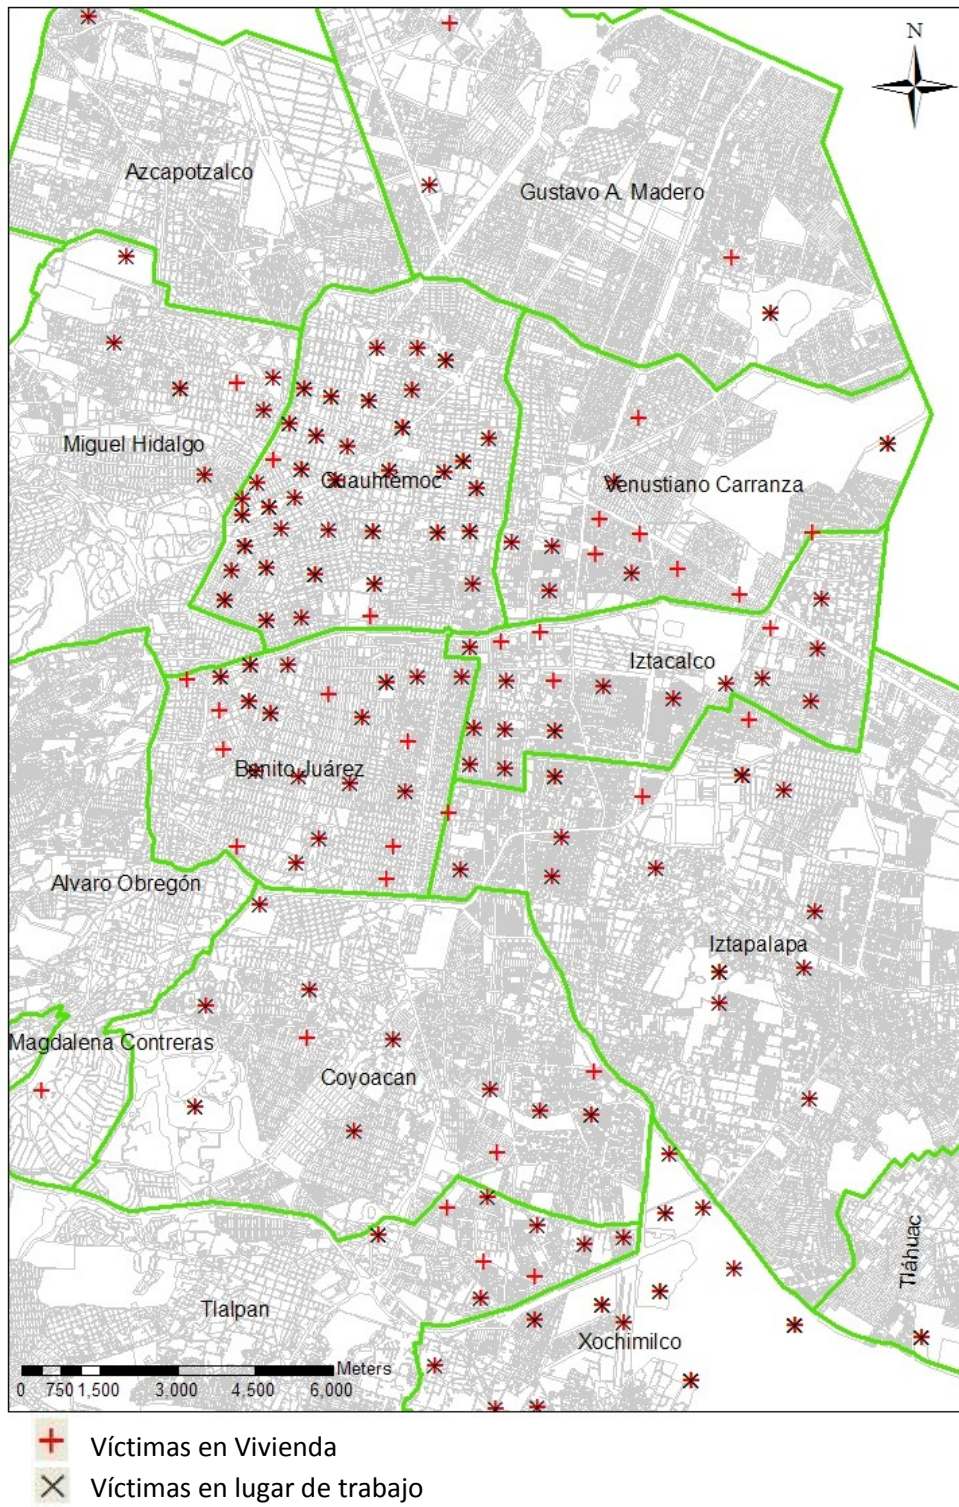 N
Azcapotzalco
Gustavo A. Madero
Miguel Hidalgo
Cuauhtemoc
Venustiano Carranza
Iztacalco
Benito Juárez
Alvaro Obregón
Iztapalapa
Magdalena Contreras
Coyoacan
Tláhuac
Tlalpan
Xochimilco
Meters
0 750 1,500 3,000 4,500 6,000
Víctimas en Vivienda
Víctimas en lugar de trabajo